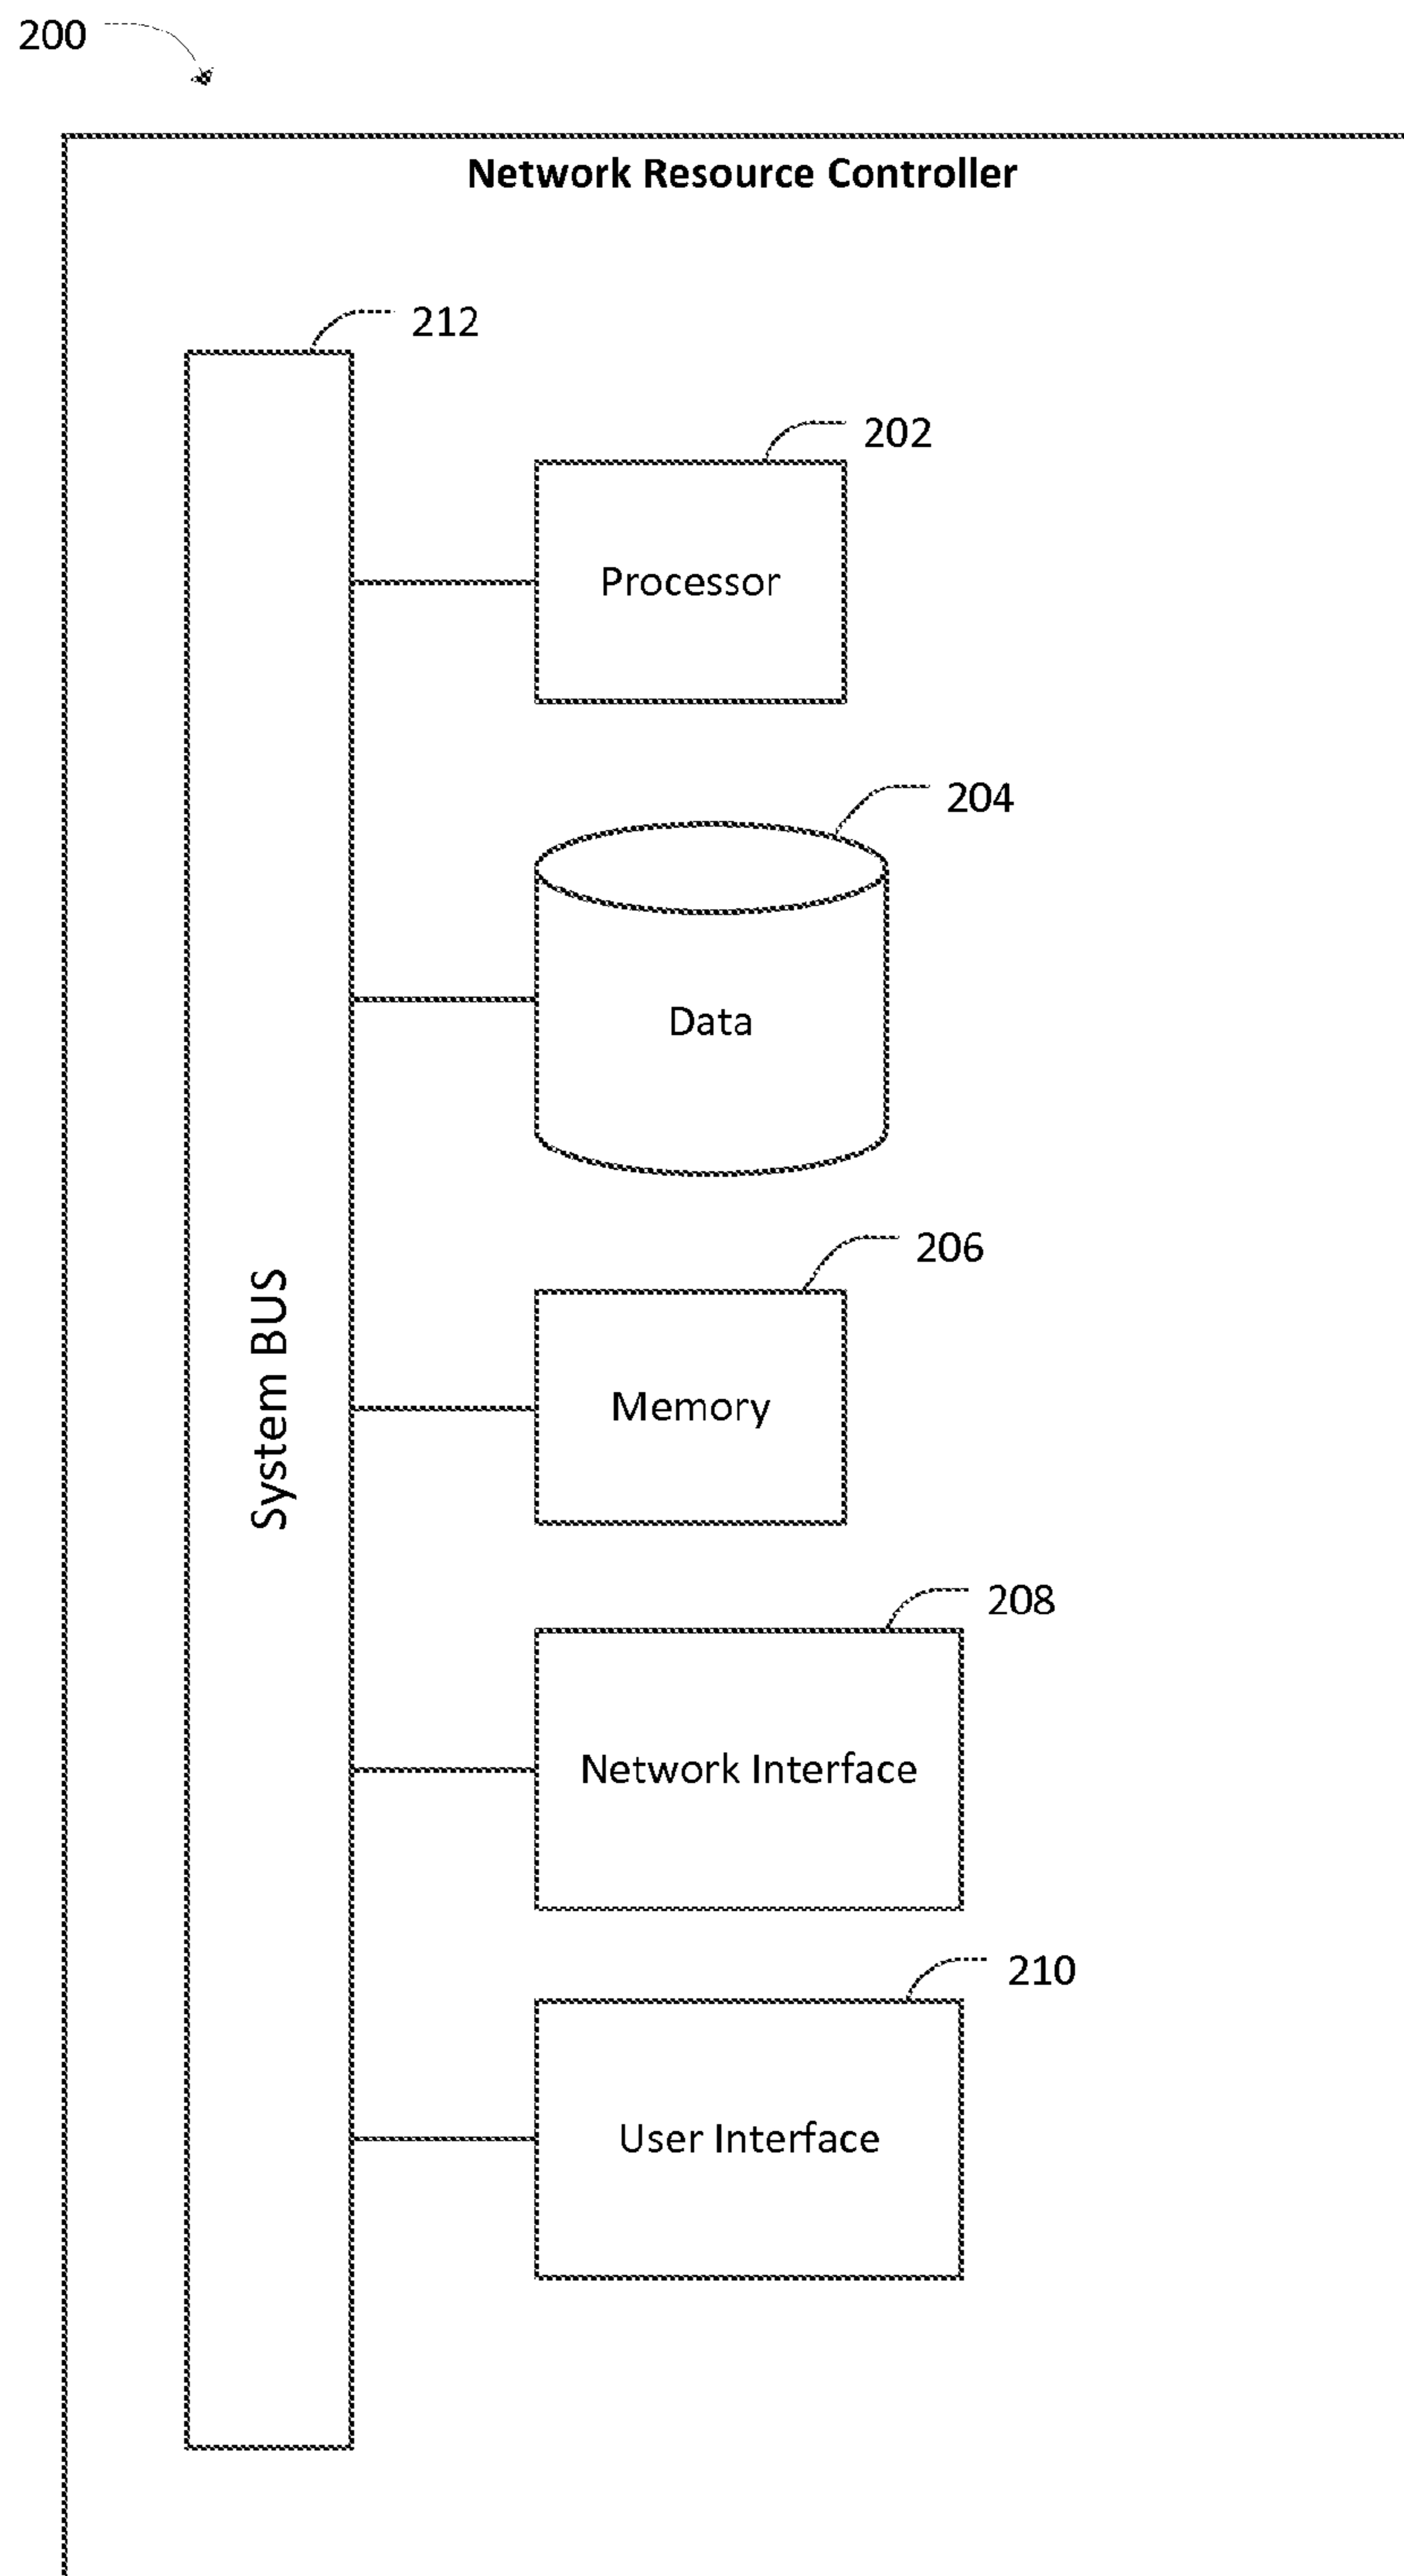 200
Network Resource Controller
212
202
Processor
204
Data
206
System BUS
Memory
208
Network Interface
210
User Interface